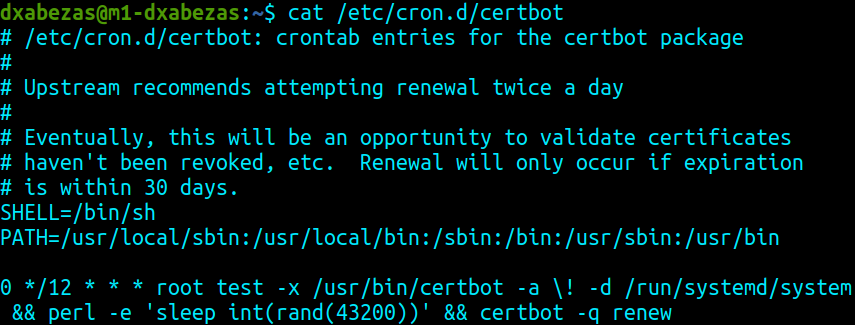 dxabezas@m1-dxabezas:~$ cat /etc/cron.d/certbot
# /etc/cron.d/certbot: crontab entries for the certbot package
#
# Upstream recommends attempting renewal twice a day
#
# Eventually, this will be an opportunity to validate certificates
# haven't been revoked, etc.  Renewal will only occur if expiration
# is within 30 days.
SHELL=/bin/sh
PATH=/usr/local/sbin:/usr/local/bin:/sbin:/bin:/usr/sbin:/usr/bin

0 */12 * * * root test -x /usr/bin/certbot -a \! -d /run/systemd/system
 && perl -e 'sleep int(rand(43200))' && certbot -q renew